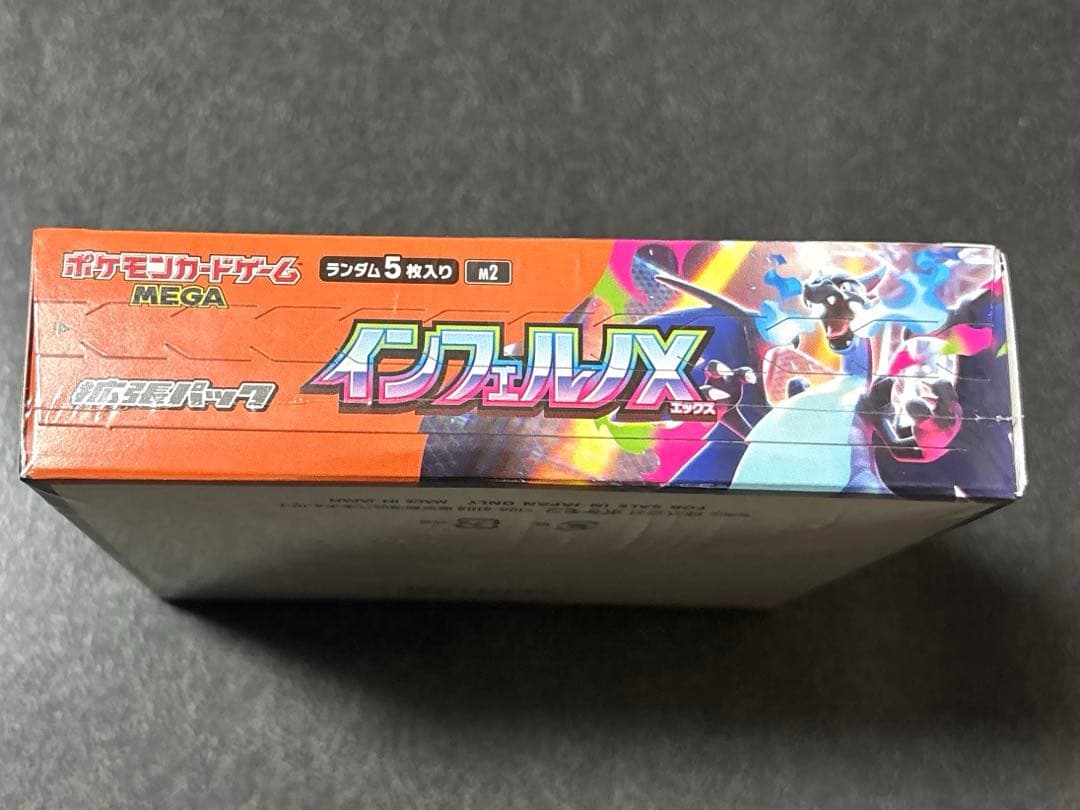 ポケモンカードゲーム
MEGA
ランダム5枚入り
M2
拡張パック
インフェルノX
エックス
FOR SALE IN JAPAN ONLY MADE IN JAPAN